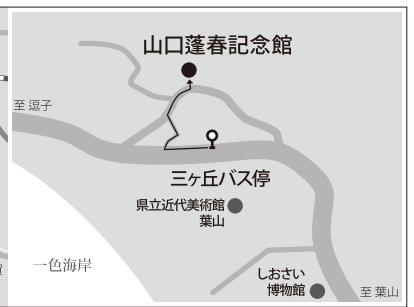 山口蓬春記念館
至 逗子
三ヶ丘バス停
県立近代美術館
葉山
一色海岸
しおさい
博物館
至 葉山